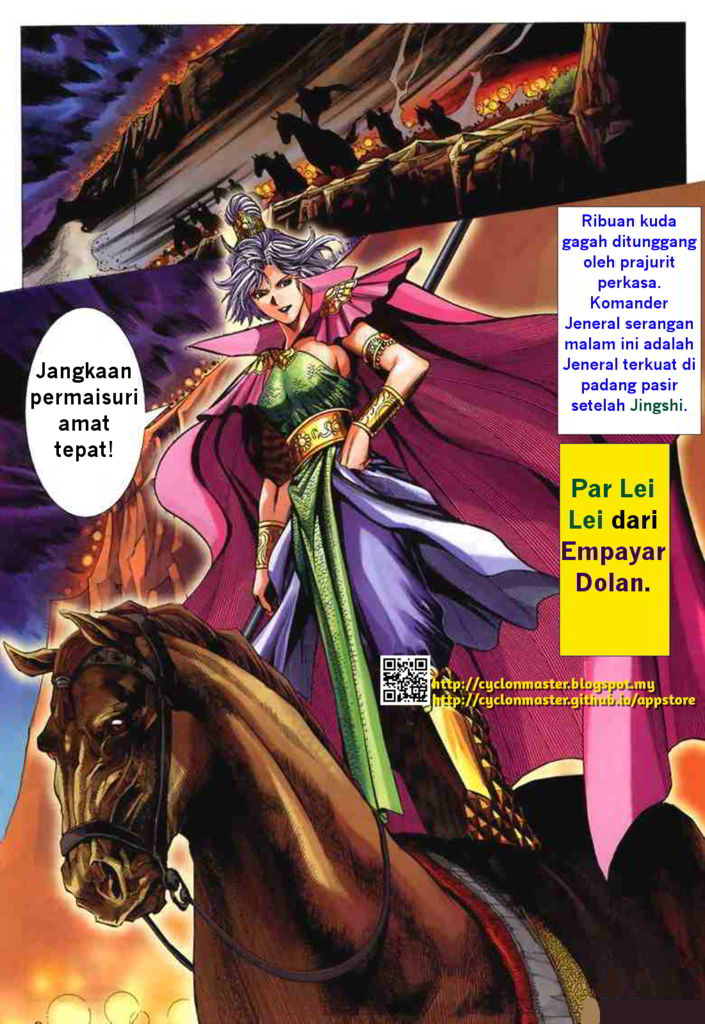 Ribuan kuda
gagah ditunggang
oleh prajurit
perkasa.
Komander
Jeneral serangan
malam ini adalah
Jeneral terkuat di
padang pasir
setelah Jingshi.
Jangkaan
permaisuri
amat
tepat!
Par Lei
Lei dari
Empayar
Dolan.
http://cyclonmaster.blogspot.my
http://cyclonmaster.github.io/appstore